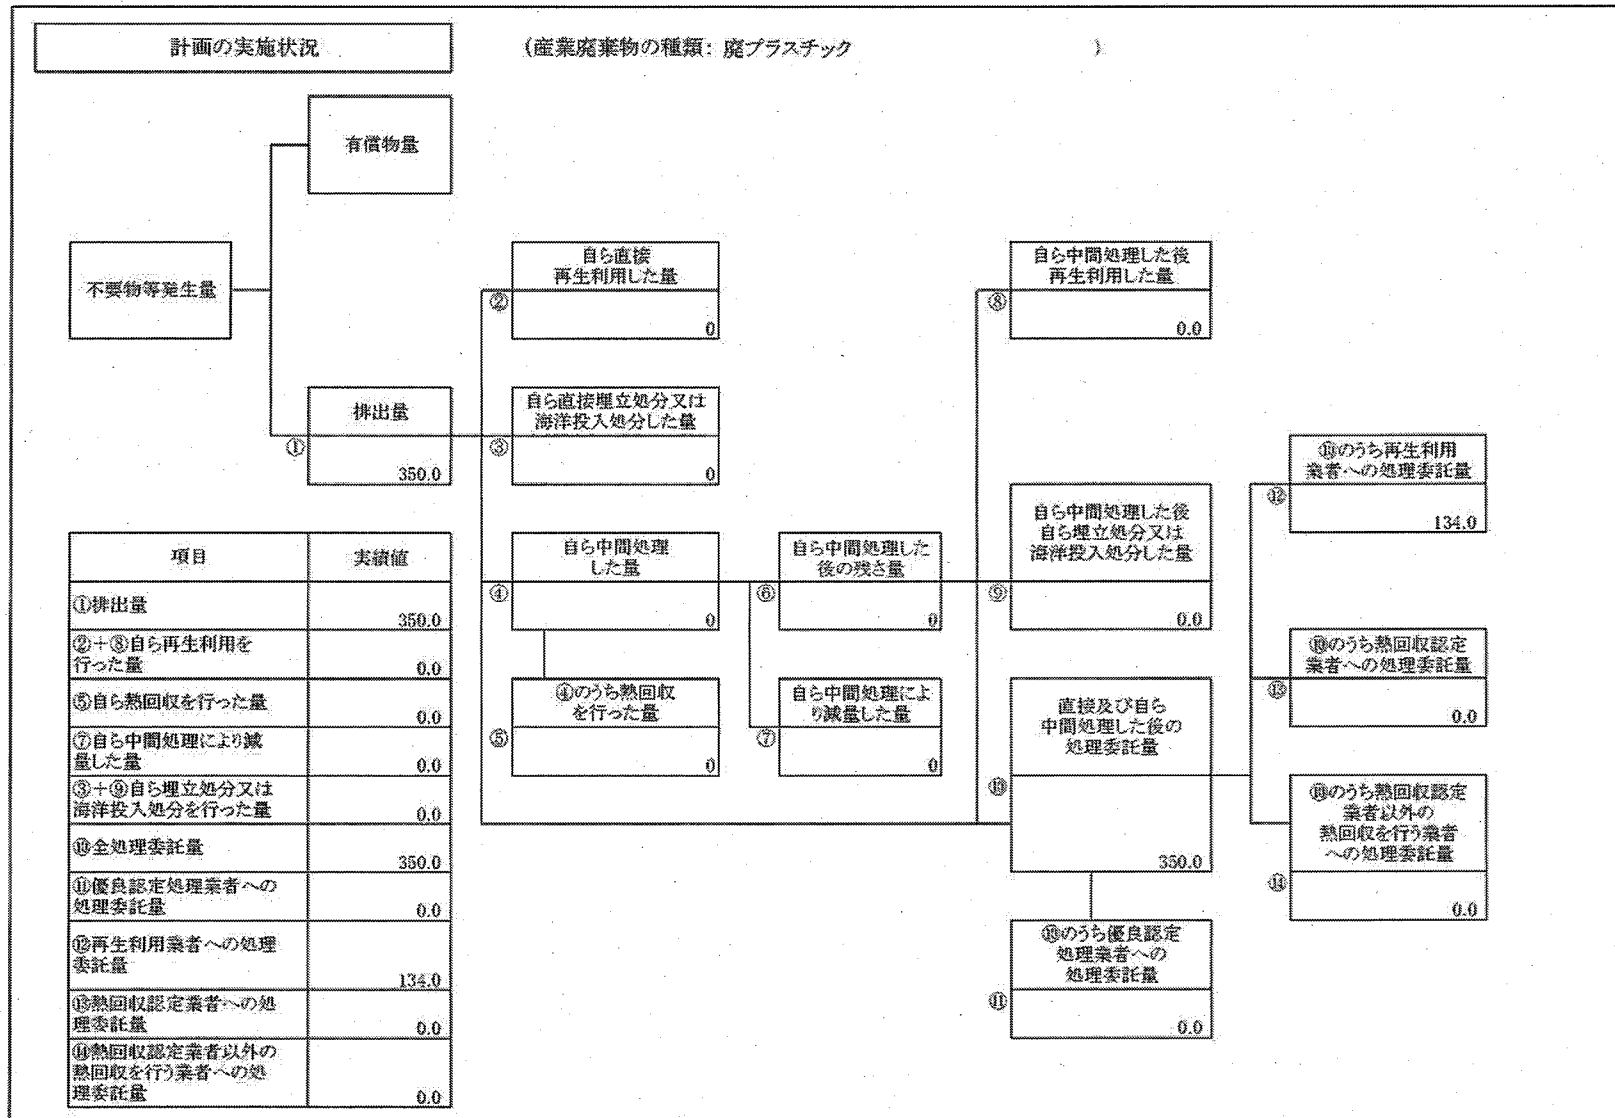 計画の実施状況
(産業廃棄物の種類: 廃プラスチック )
有償物量
不要物等発生量
排出量
①
350.0
自ら直接
再生利用した量
②
0
自ら直接埋立処分又は
海洋投入処分した量
③
0
自ら中間処理
した量
④
0
④のうち熱回収
を行った量
⑤
0
自ら中間処理した
後の残さ量
⑥
0
自ら中間処理によ
り減量した量
⑦
0
自ら中間処理した後
再生利用した量
⑧
0.0
自ら中間処理した後
自ら埋立処分又は
海洋投入処分した量
⑨
0.0
直接及び自ら
中間処理した後の
処理委託量
⑩
350.0
⑩のうち優良認定
処理業者への
処理委託量
⑪
0.0
⑩のうち再生利用
業者への処理委託量
⑫
134.0
⑩のうち熱回収認定
業者への処理委託量
⑬
0.0
⑩のうち熱回収認定
業者以外の
熱回収を行う業者
への処理委託量
⑭
0.0
項目 実績値
①排出量
350.0
②+⑧自ら再生利用を
行った量 0.0
⑤自ら熱回収を行った量
0.0
⑦自ら中間処理により減
量した量 0.0
③+⑨自ら埋立処分又は
海洋投入処分を行った量 0.0
⑩全処理委託量
350.0
⑪優良認定処理業者への
処理委託量 0.0
⑫再生利用業者への処理
委託量
134.0
⑬熱回収認定業者への処
理委託量 0.0
⑭熱回収認定業者以外の
熱回収を行う業者への処
理委託量 0.0